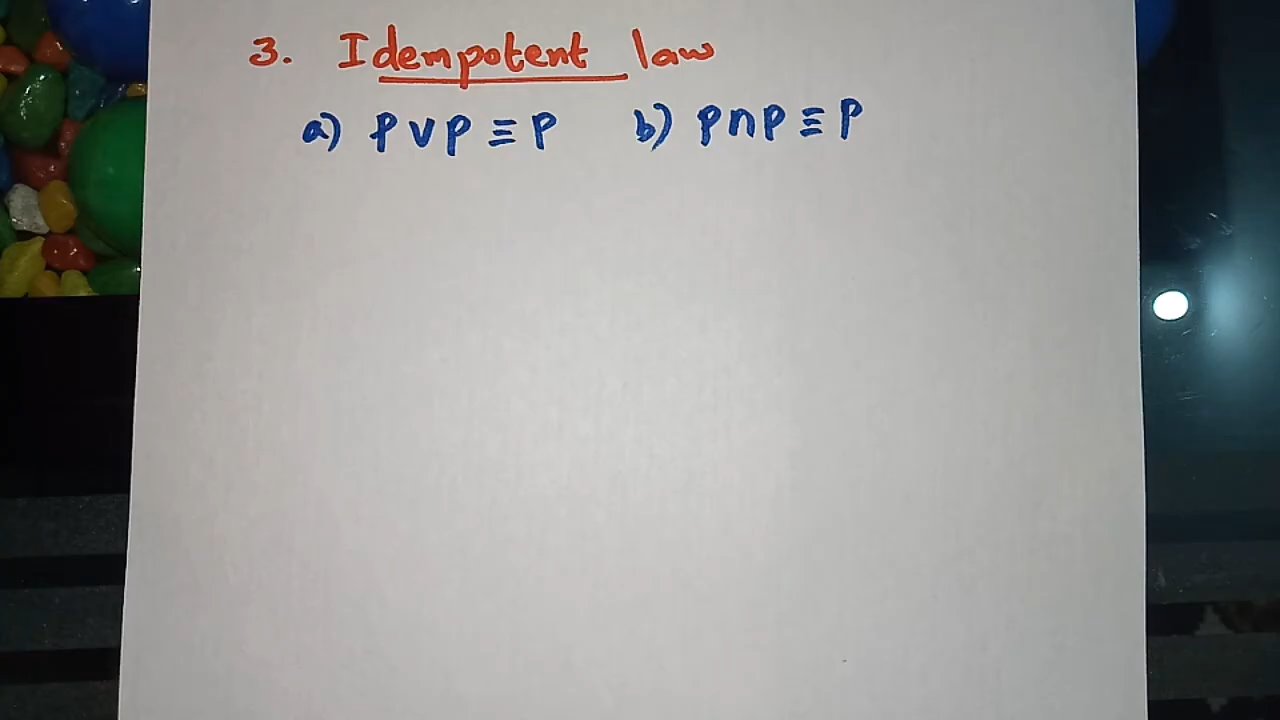 3. Idempotent law
a) p ∨ p ≡ p b) p ∩ p ≡ p